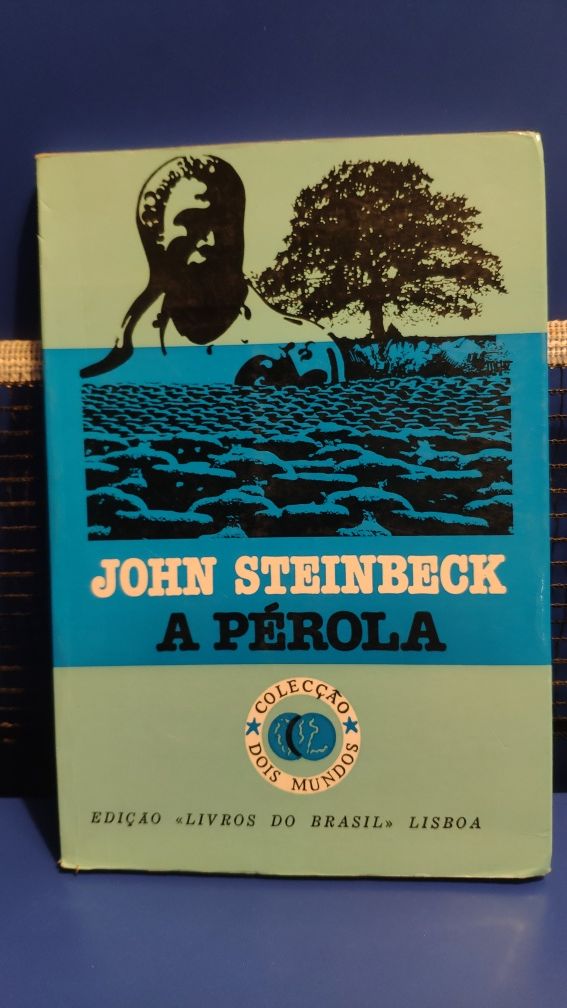 JOHN STEINBECK
A PÉROLA
COLECÇÃO
DOIS MUNDOS
EDIÇÃO «LIVROS DO BRASIL» LISBOA